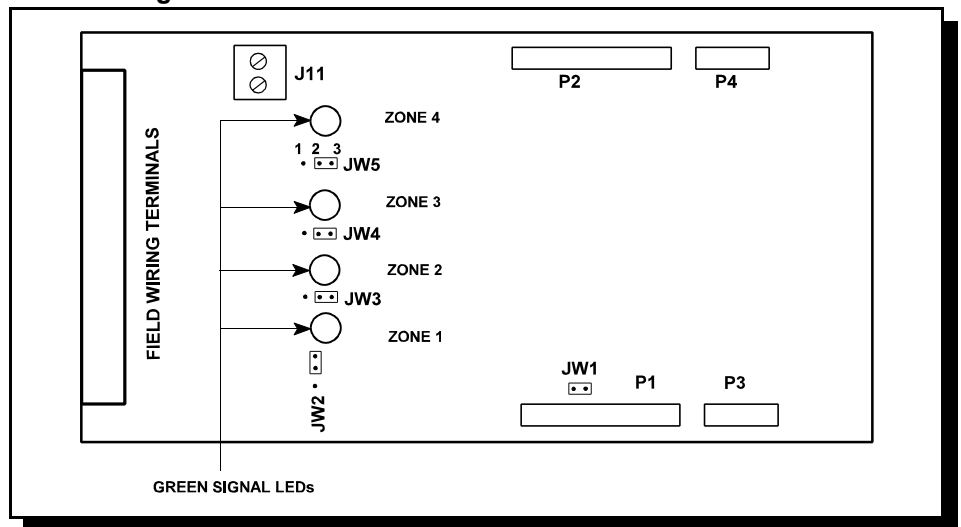 J11
P2
P4
ZONE 4
1 2 3
JW5
ZONE 3
JW4
ZONE 2
JW3
ZONE 1
JW2
FIELD WIRING TERMINALS
JW1
P1
P3
GREEN SIGNAL LEDs